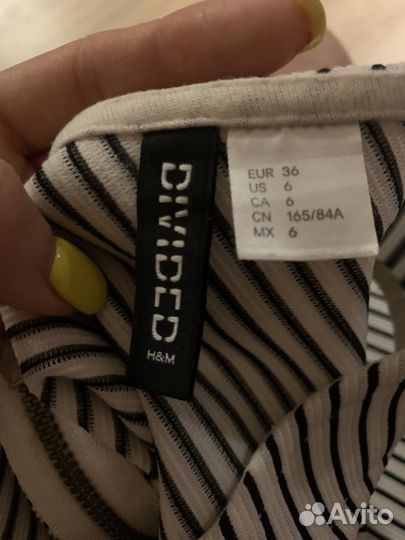 DIVIDED
H&M
EUR 36
US 6
CA 6
CN 165/84A
MX 6
Avito